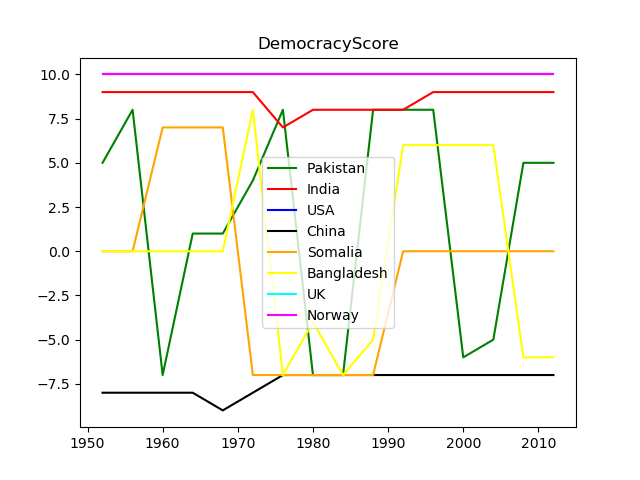 DemocracyScore
10.0
7.5
5.0
2.5
0.0
−2.5
−5.0
−7.5
Pakistan
India
USA
China
Somalia
Bangladesh
UK
Norway
1950 1960 1970 1980 1990 2000 2010